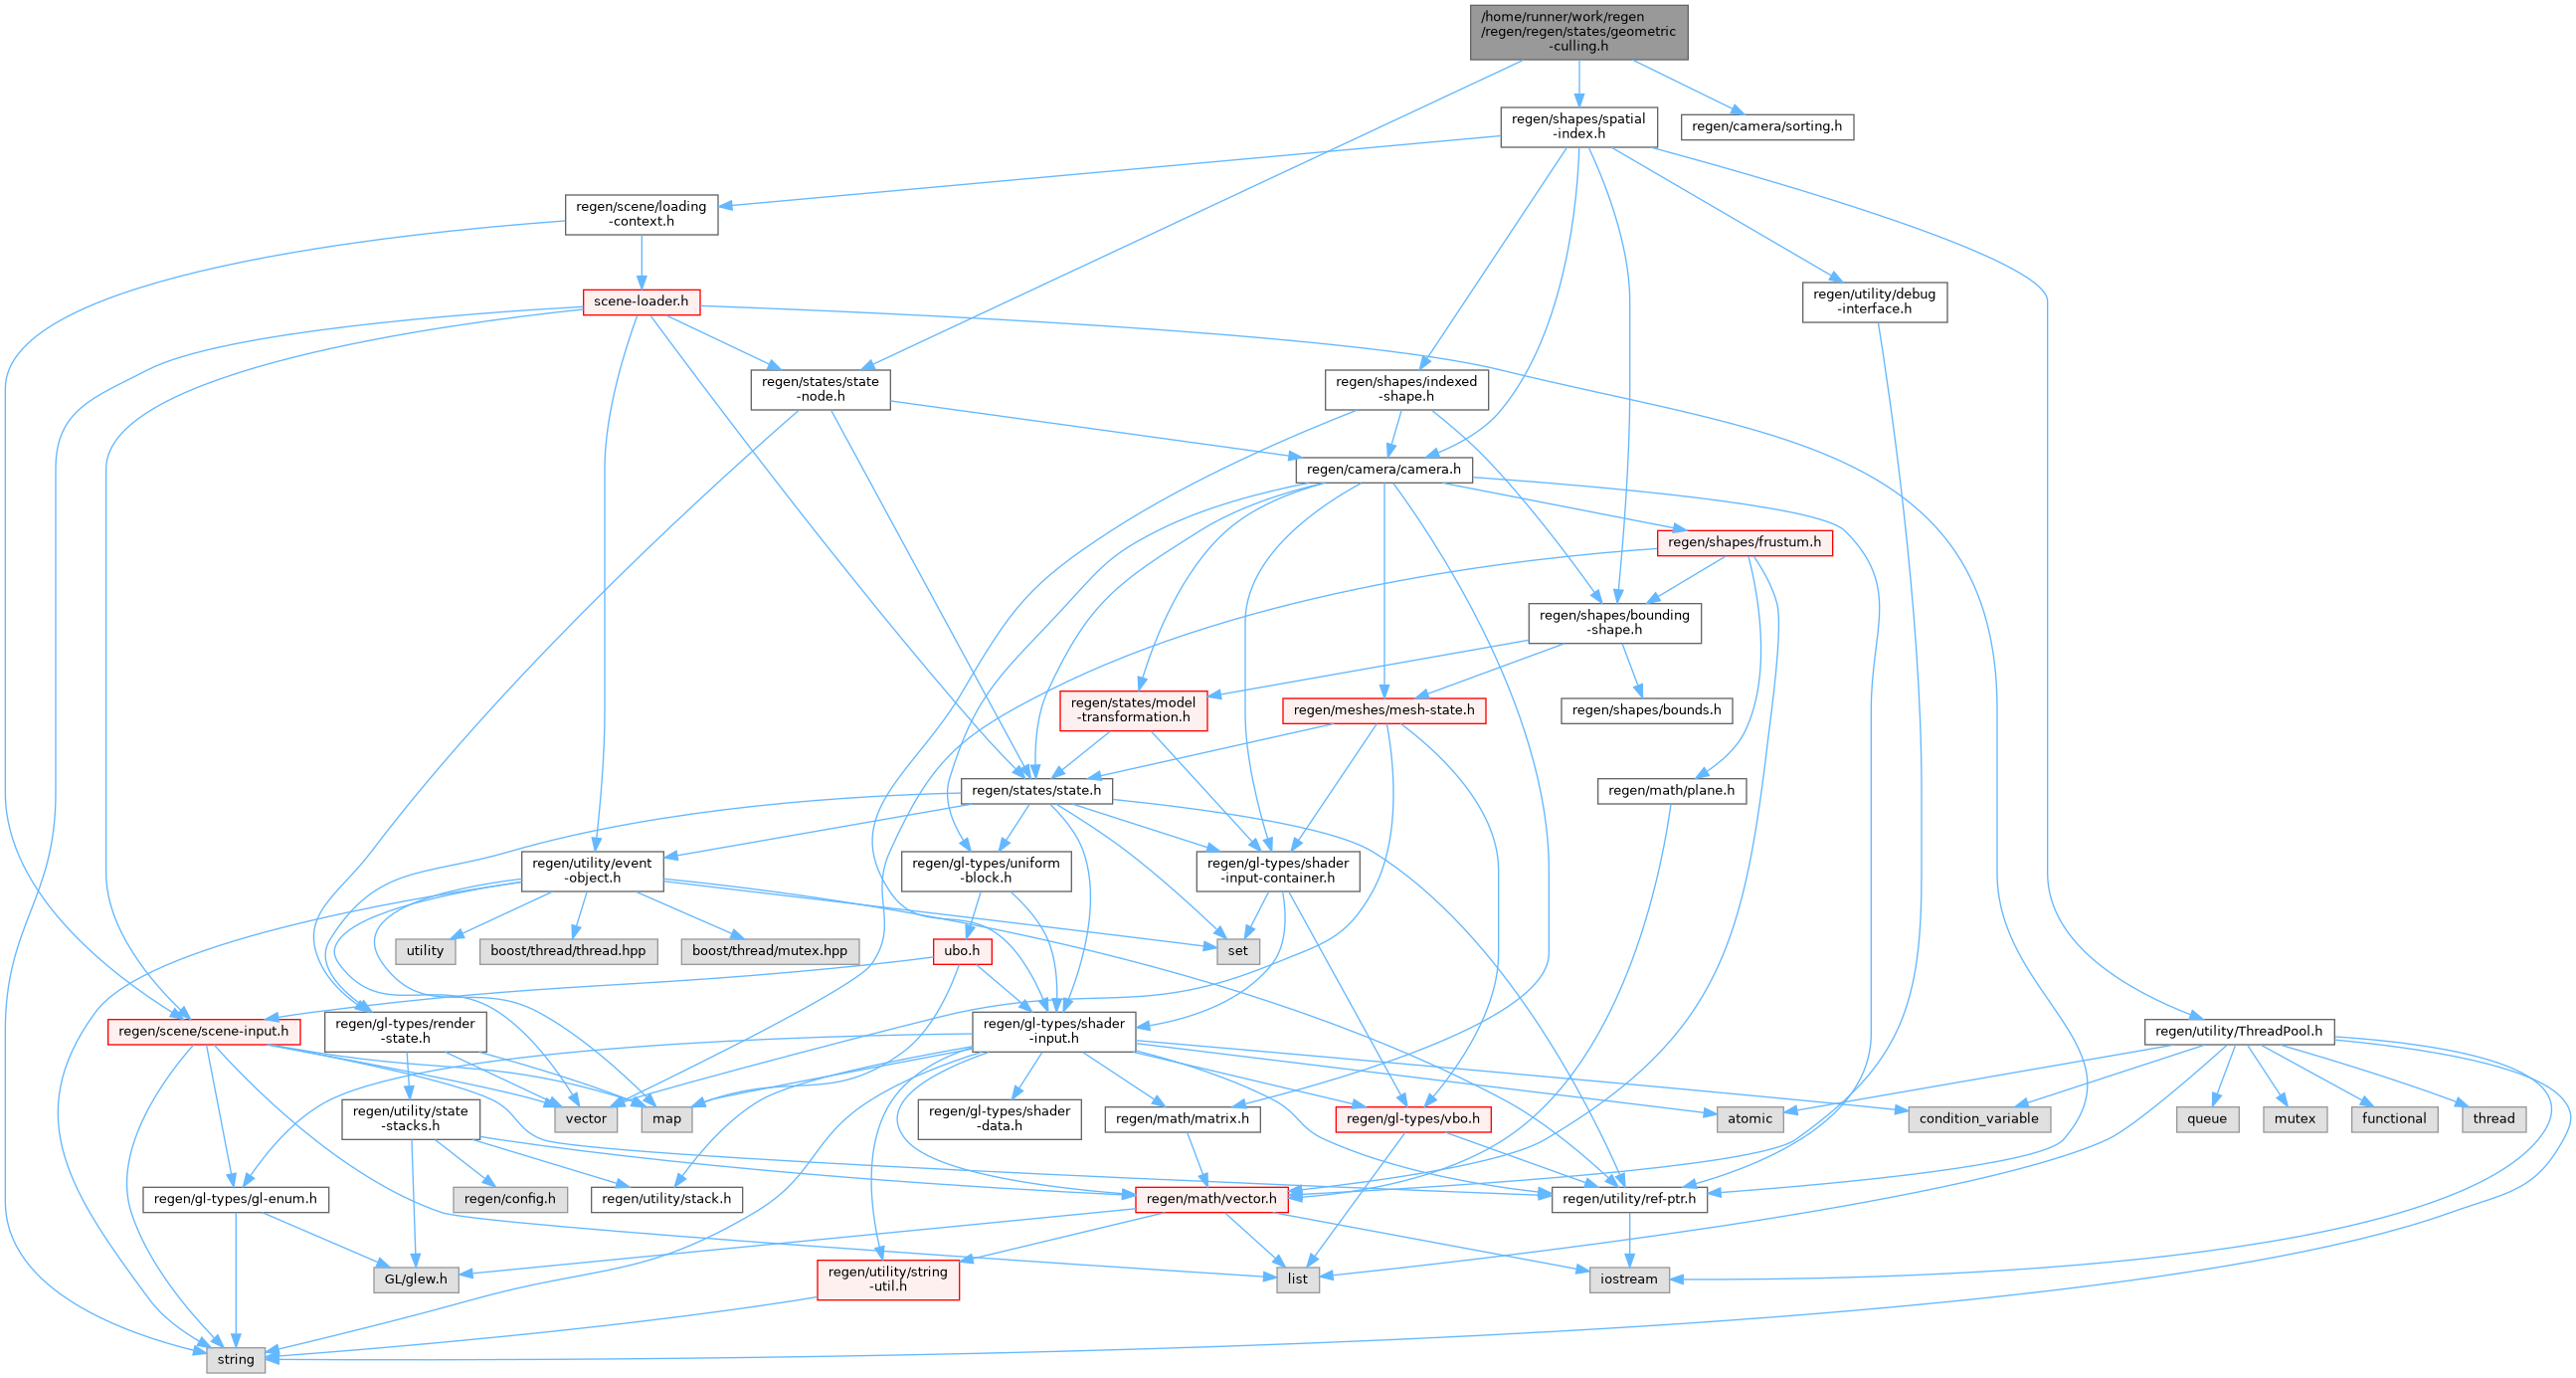 /home/runner/work/regen
/regen/regen/states/geometric
-culling.h
regen/shapes/spatial
-index.h
regen/camera/sorting.h
regen/scene/loading
-context.h
scene-loader.h
regen/utility/debug
-interface.h
regen/states/state
-node.h
regen/shapes/indexed
-shape.h
regen/camera/camera.h
regen/shapes/frustum.h
regen/shapes/bounding
-shape.h
regen/states/model
-transformation.h
regen/meshes/mesh-state.h
regen/shapes/bounds.h
regen/states/state.h
regen/math/plane.h
regen/utility/event
-object.h
regen/gl-types/uniform
-block.h
regen/gl-types/shader
-input-container.h
utility
boost/thread/thread.hpp
boost/thread/mutex.hpp
ubo.h
set
regen/scene/scene-input.h
regen/gl-types/render
-state.h
regen/gl-types/shader
-input.h
regen/utility/ThreadPool.h
regen/utility/state
-stacks.h
vector
map
regen/gl-types/shader
-data.h
regen/math/matrix.h
regen/gl-types/vbo.h
atomic
condition_variable
queue
mutex
functional
thread
regen/gl-types/gl-enum.h
regen/config.h
regen/utility/stack.h
regen/math/vector.h
regen/utility/ref-ptr.h
GL/glew.h
regen/utility/string
-util.h
list
iostream
string